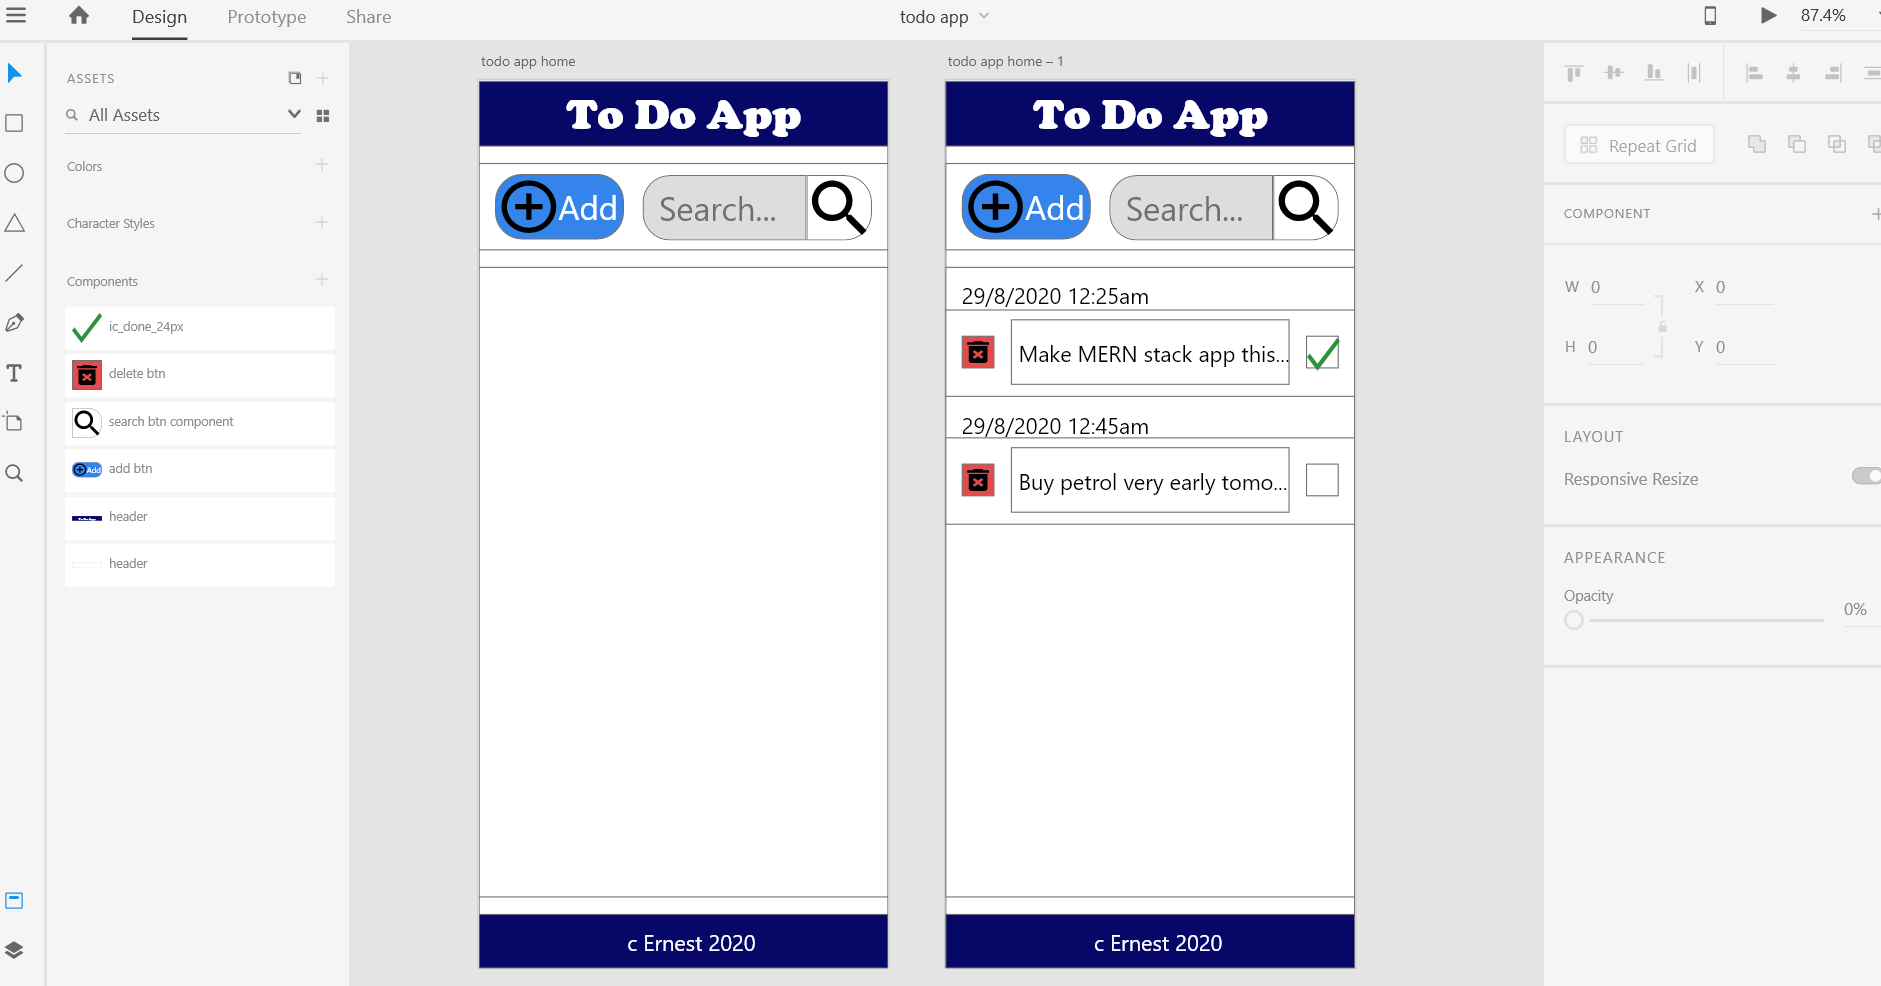 Design Prototype Share
todo app
87.4%
ASSETS
All Assets
Colors
Character Styles
Components
ic_done_24px
delete btn
search btn component
Add
add btn
header
header
todo app home
To Do App
Add
Search...
c Ernest 2020
todo app home – 1
To Do App
Add
Search...
29/8/2020 12:25am
Make MERN stack app this...
29/8/2020 12:45am
Buy petrol very early tomo...
c Ernest 2020
Repeat Grid
COMPONENT
W 0 X 0
H 0 Y 0
LAYOUT
Responsive Resize
APPEARANCE
Opacity
0%